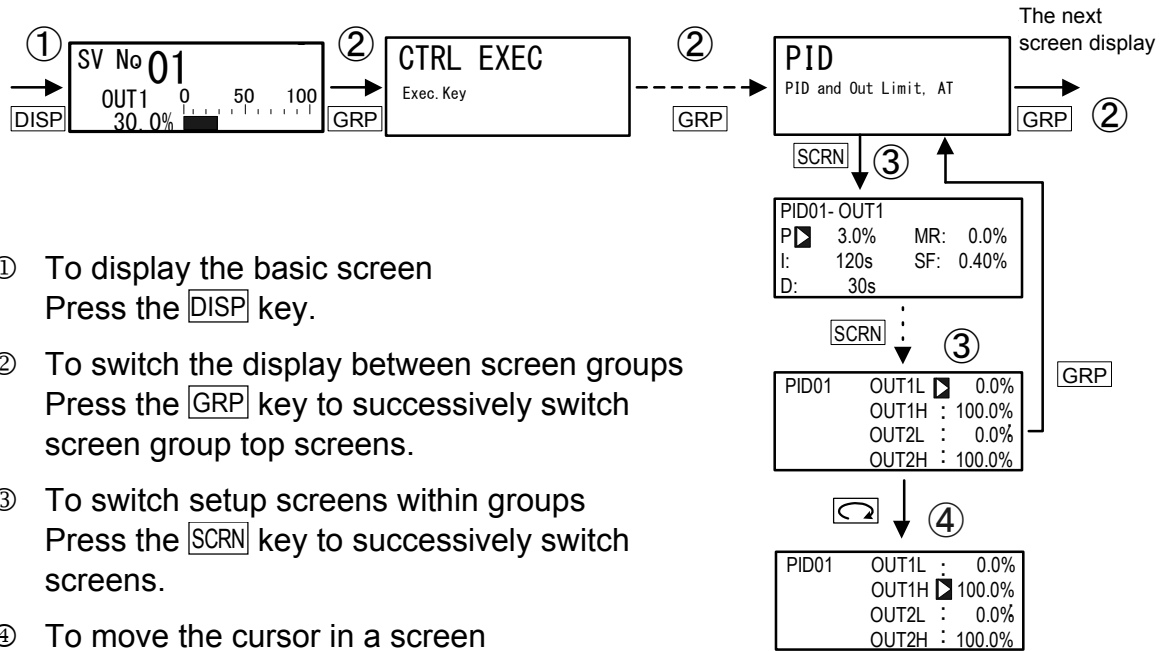 The next
screen display
①
②
②
SV No 01
OUT1 0 50 100
30.0%
DISP
GRP
CTRL EXEC
Exec.Key
GRP
PID
PID and Out Limit, AT
GRP ②
SCRN ③
PID01- OUT1
P 3.0% MR: 0.0%
I: 120s SF: 0.40%
D: 30s
SCRN ③
GRP
PID01 OUT1L 0.0%
OUT1H : 100.0%
OUT2L : 0.0%
OUT2H : 100.0%
④
PID01 OUT1L : 0.0%
OUT1H 100.0%
OUT2L : 0.0%
OUT2H : 100.0%
① To display the basic screen
Press the DISP key.
② To switch the display between screen groups
Press the GRP key to successively switch
screen group top screens.
③ To switch setup screens within groups
Press the SCRN key to successively switch
screens.
④ To move the cursor in a screen